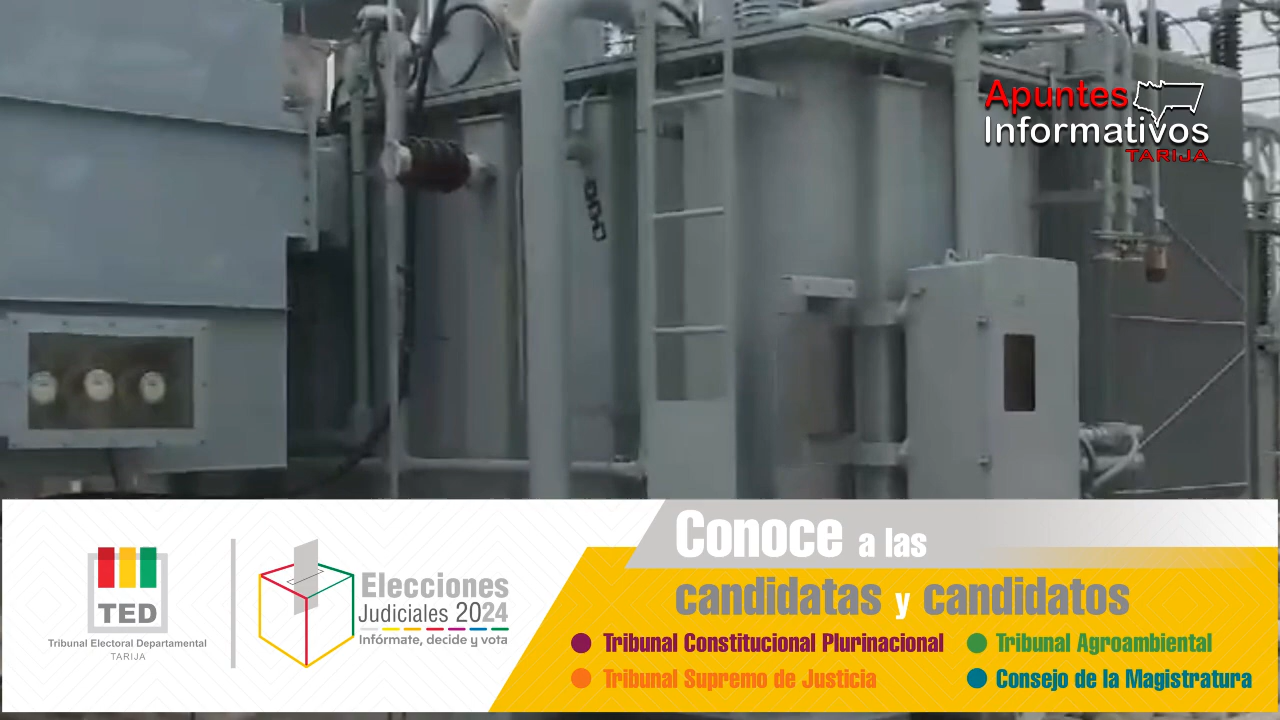 Apuntes
Informativos
TARIJA
Conoce a las
candidatas y candidatos
TED
Tribunal Electoral Departamental
TARIJA
Elecciones
Judiciales 2024
Infórmate, decide y vota
Tribunal Constitucional Plurinacional
Tribunal Agroambiental
Tribunal Supremo de Justicia
Consejo de la Magistratura